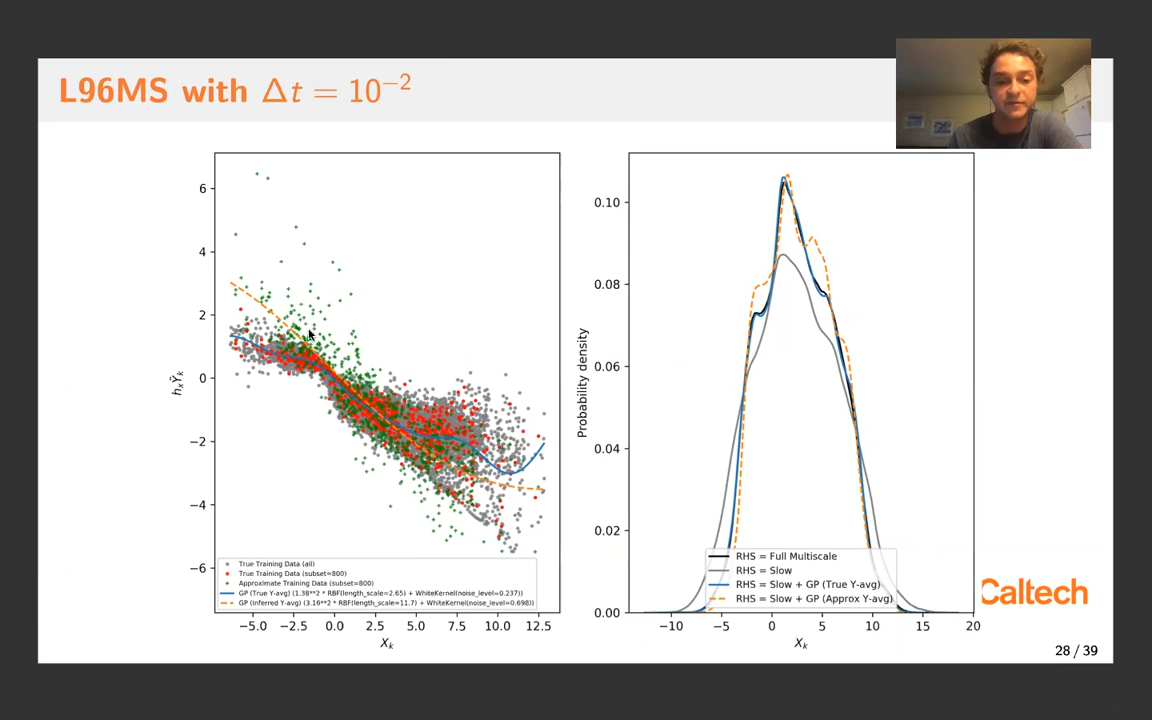 L96MS with Δt = 10⁻²
6
4
2
0
−2
−4
−6
h_xȲ_k
−5.0 −2.5 0.0 2.5 5.0 7.5 10.0 12.5
X_k
True Training Data (all)
True Training Data (subset=800)
Approximate Training Data (subset=800)
GP (True Y-avg) (1.38**2 * RBF(length_scale=2.65) + WhiteKernel(noise_level=0.237))
GP (Inferred Y-avg) (3.16**2 * RBF(length_scale=11.7) + WhiteKernel(noise_level=0.698))
Probability density
0.10
0.08
0.06
0.04
0.02
0.00
−10 −5 0 5 10 15 20
X_k
RHS = Full Multiscale
RHS = Slow
RHS = Slow + GP (True Y-avg)
RHS = Slow + GP (Approx Y-avg)
Caltech
28 / 39